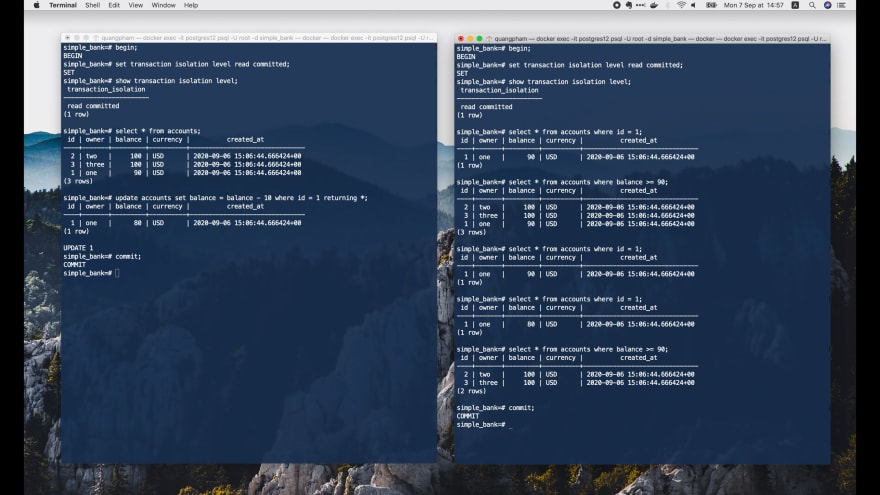 Terminal Shell Edit View Window Help
Mon 7 Sep at 14:57
quangpham — docker exec -it postgres12 psql -U root -d simple_bank — docker — docker exec -it postgres12 psql -U r...
simple_bank=# begin;
BEGIN
simple_bank=# set transaction isolation level read committed;
SET
simple_bank=# show transaction isolation level;
transaction_isolation
-----------------------
read committed
(1 row)
simple_bank=# select * from accounts;
id | owner | balance | currency | created_at
----+-------+---------+----------+-------------------------------
2 | two | 100 | USD | 2020-09-06 15:06:44.666424+00
3 | three | 100 | USD | 2020-09-06 15:06:44.666424+00
1 | one | 90 | USD | 2020-09-06 15:06:44.666424+00
(3 rows)
simple_bank=# update accounts set balance = balance - 10 where id = 1 returning *;
id | owner | balance | currency | created_at
----+-------+---------+----------+-------------------------------
1 | one | 80 | USD | 2020-09-06 15:06:44.666424+00
(1 row)
UPDATE 1
simple_bank=# commit;
COMMIT
simple_bank=#
quangpham — docker exec -it postgres12 psql -U root -d simple_bank — docker — docker exec -it postgres12 psql -U r...
simple_bank=# begin;
BEGIN
simple_bank=# set transaction isolation level read committed;
SET
simple_bank=# show transaction isolation level;
transaction_isolation
-----------------------
read committed
(1 row)
simple_bank=# select * from accounts where id = 1;
id | owner | balance | currency | created_at
----+-------+---------+----------+-------------------------------
1 | one | 90 | USD | 2020-09-06 15:06:44.666424+00
(1 row)
simple_bank=# select * from accounts where balance >= 90;
id | owner | balance | currency | created_at
----+-------+---------+----------+-------------------------------
2 | two | 100 | USD | 2020-09-06 15:06:44.666424+00
3 | three | 100 | USD | 2020-09-06 15:06:44.666424+00
1 | one | 90 | USD | 2020-09-06 15:06:44.666424+00
(3 rows)
simple_bank=# select * from accounts where id = 1;
id | owner | balance | currency | created_at
----+-------+---------+----------+-------------------------------
1 | one | 90 | USD | 2020-09-06 15:06:44.666424+00
(1 row)
simple_bank=# select * from accounts where id = 1;
id | owner | balance | currency | created_at
----+-------+---------+----------+-------------------------------
1 | one | 80 | USD | 2020-09-06 15:06:44.666424+00
(1 row)
simple_bank=# select * from accounts where balance >= 90;
id | owner | balance | currency | created_at
----+-------+---------+----------+-------------------------------
2 | two | 100 | USD | 2020-09-06 15:06:44.666424+00
3 | three | 100 | USD | 2020-09-06 15:06:44.666424+00
(2 rows)
simple_bank=# commit;
COMMIT
simple_bank=# _